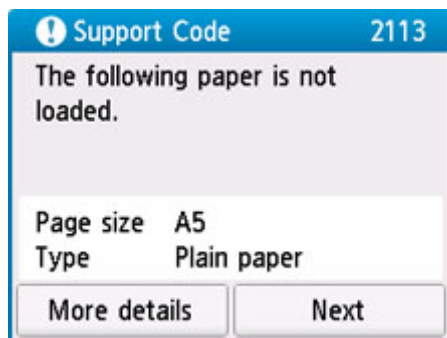 Support Code 2113
The following paper is not
loaded.
Page size A5
Type Plain paper
More details Next